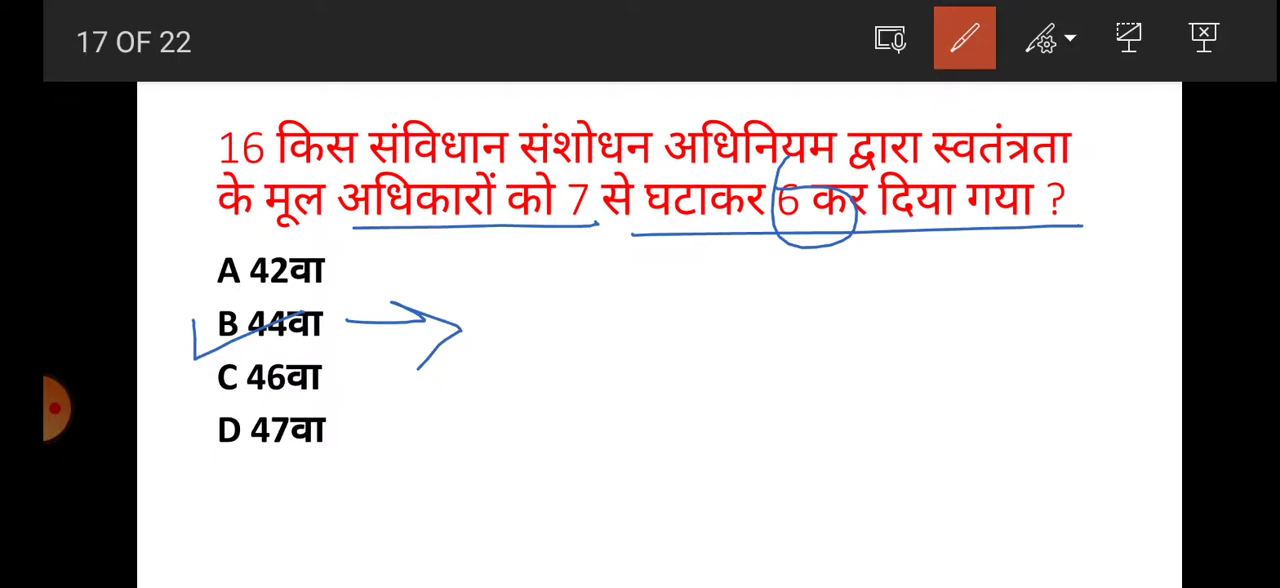 17 OF 22
16 किस संविधान संशोधन अधिनियम द्वारा स्वतंत्रता
के मूल अधिकारों को 7 से घटाकर 6 कर दिया गया ?
A 42वा
B 44वा
C 46वा
D 47वा